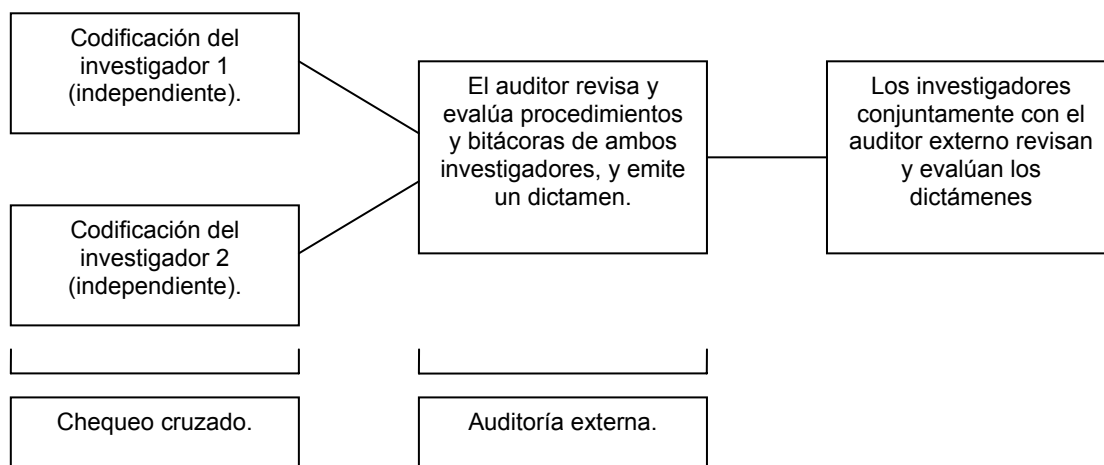 Codificación del
investigador 1
(independiente).
El auditor revisa y
evalúa procedimientos
y bitácoras de ambos
investigadores, y emite
un dictamen.
Los investigadores
conjuntamente con el
auditor externo revisan
y evalúan los
dictámenes
Codificación del
investigador 2
(independiente).
Chequeo cruzado.
Auditoría externa.